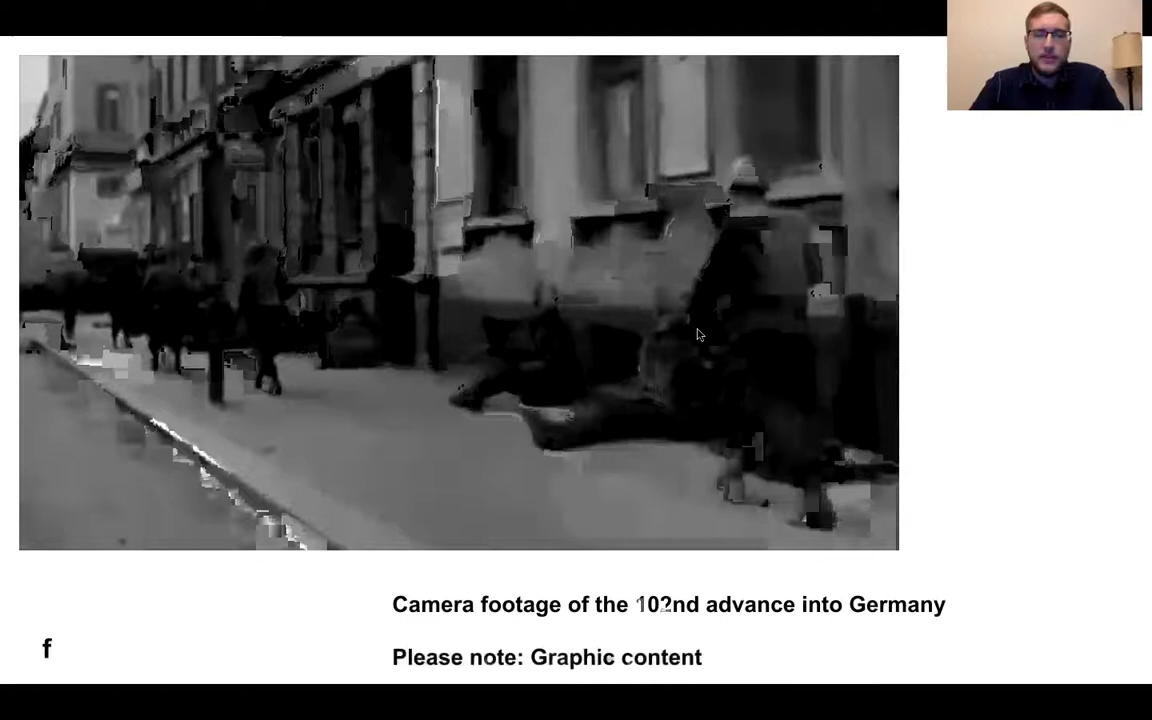 Camera footage of the 102nd advance into Germany
f
Please note: Graphic content